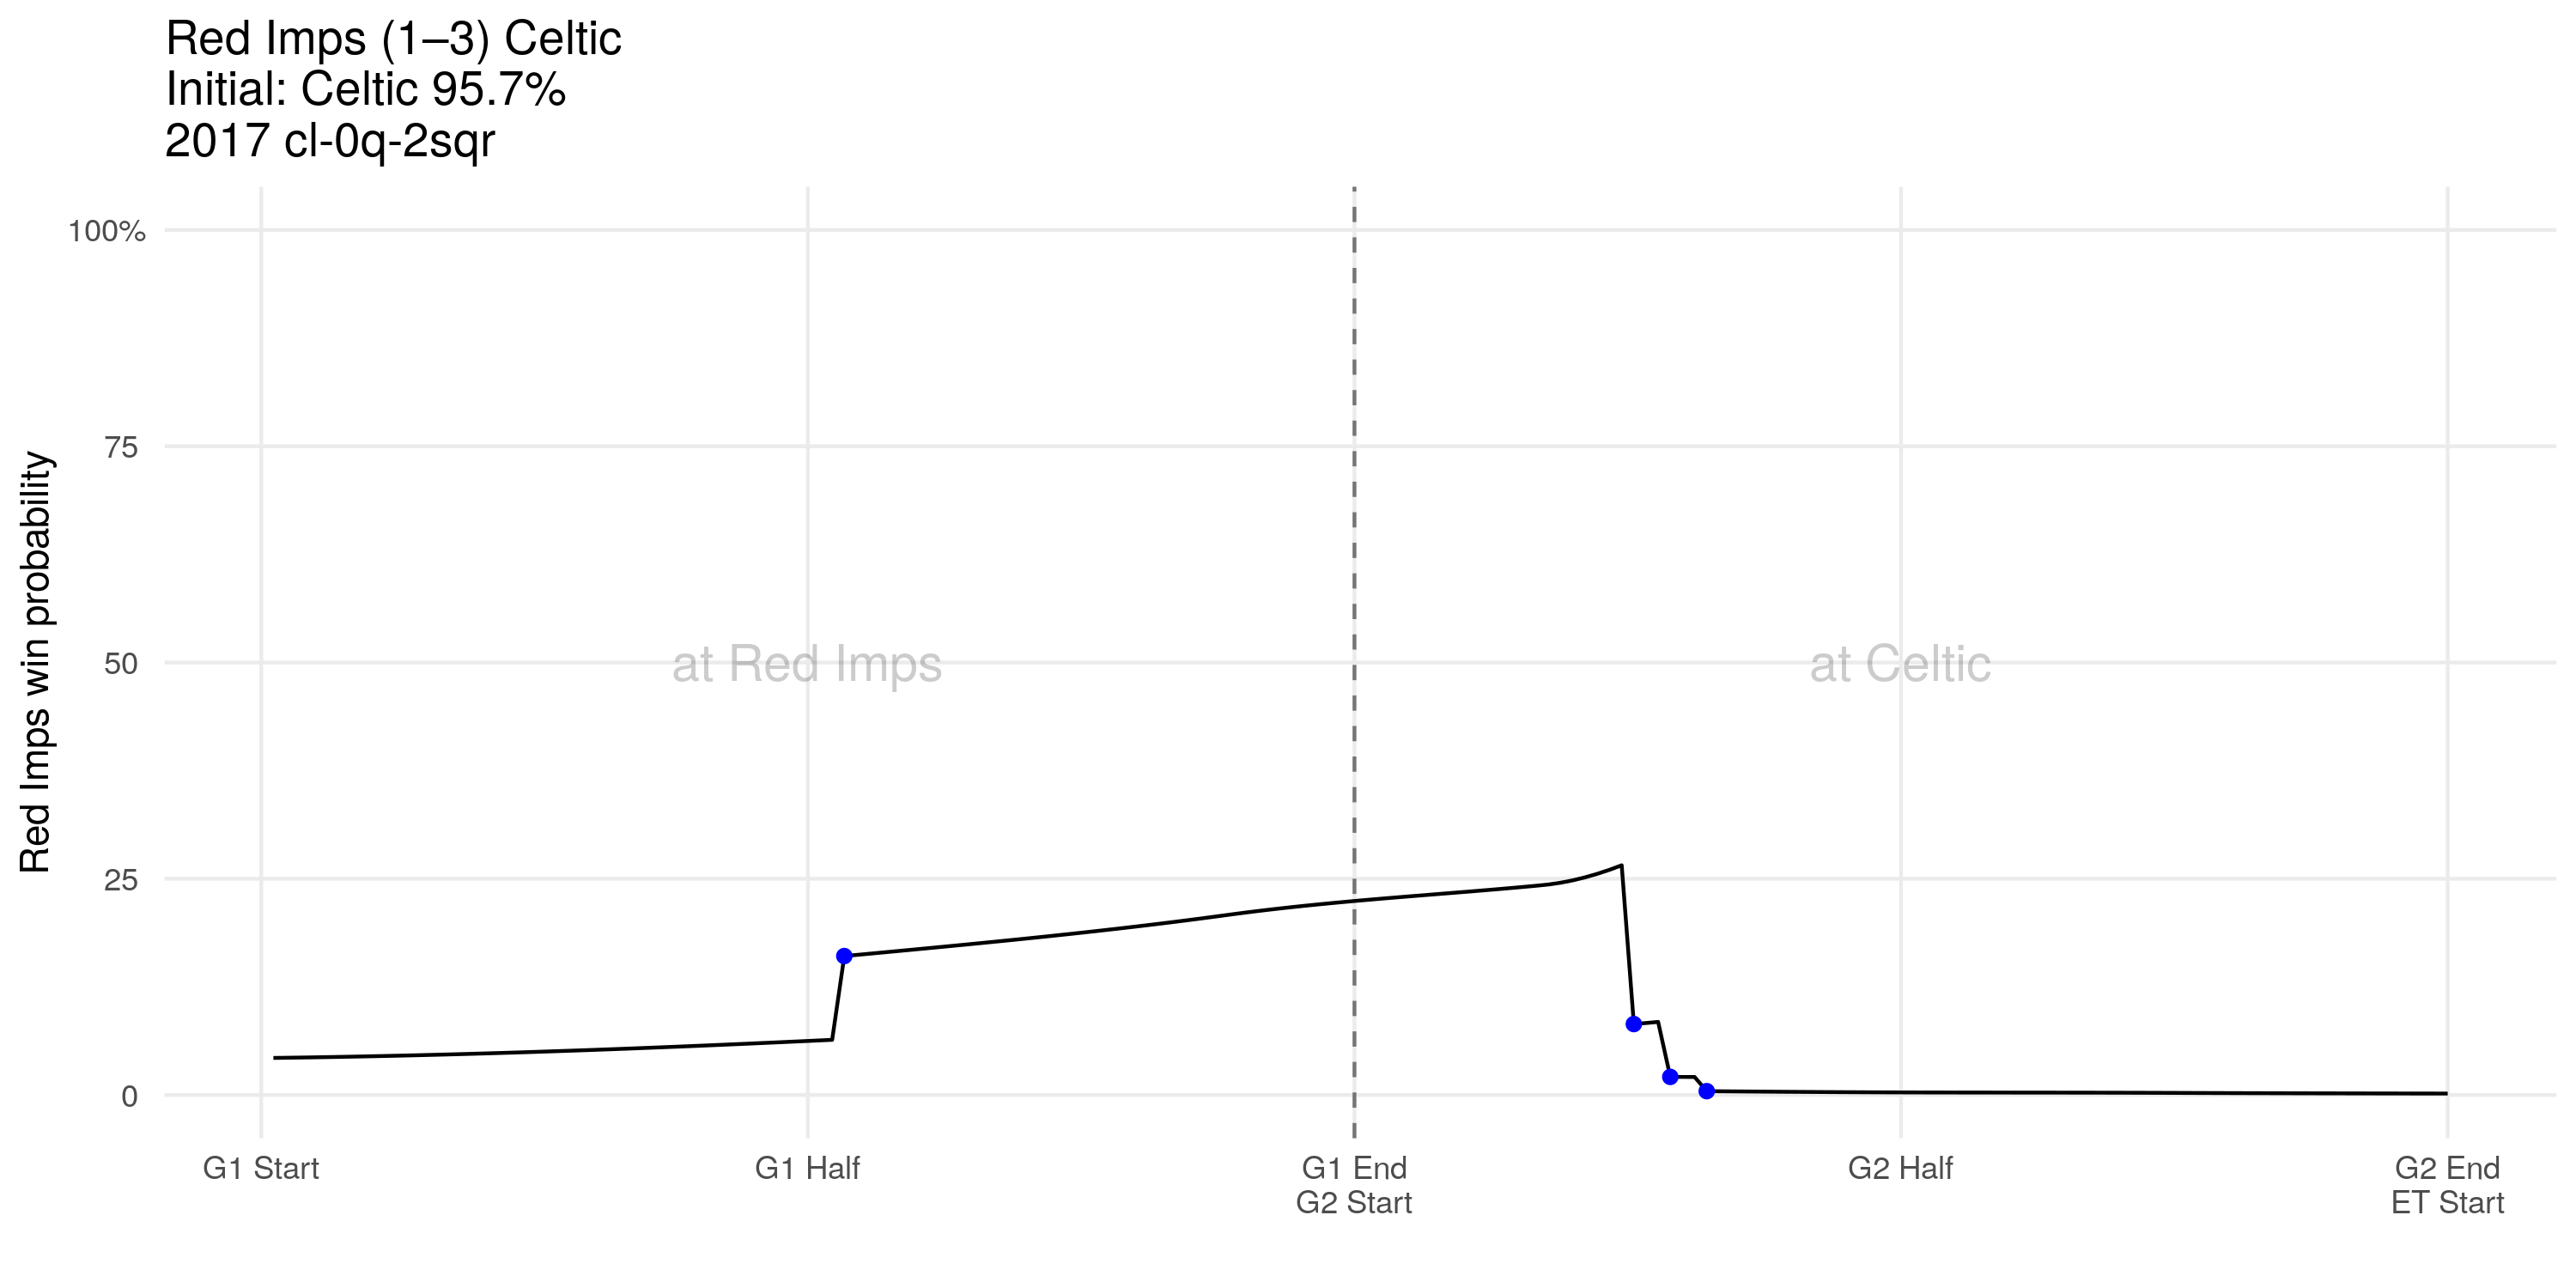 Red Imps (1–3) Celtic
Initial: Celtic 95.7%
2017 cl-0q-2sqr
Red Imps win probability
100%
75
50
25
0
at Red Imps
at Celtic
G1 Start
G1 Half
G1 End
G2 Start
G2 Half
G2 End
ET Start